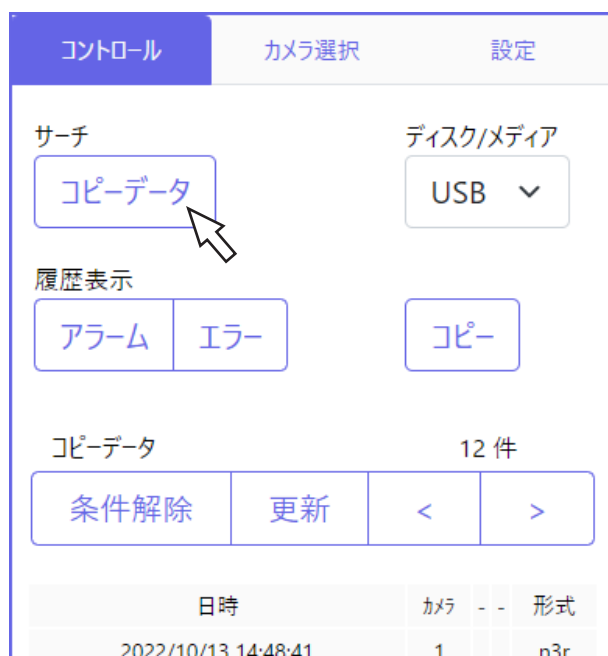 コントロール カメラ選択 設定
サーチ ディスク/メディア
コピーデータ USB
履歴表示
アラーム エラー コピー
コピーデータ 12 件
条件解除 更新 < >
日時 ｶﾒﾗ - - 形式
2022/10/13 14:48:41 1 n3r